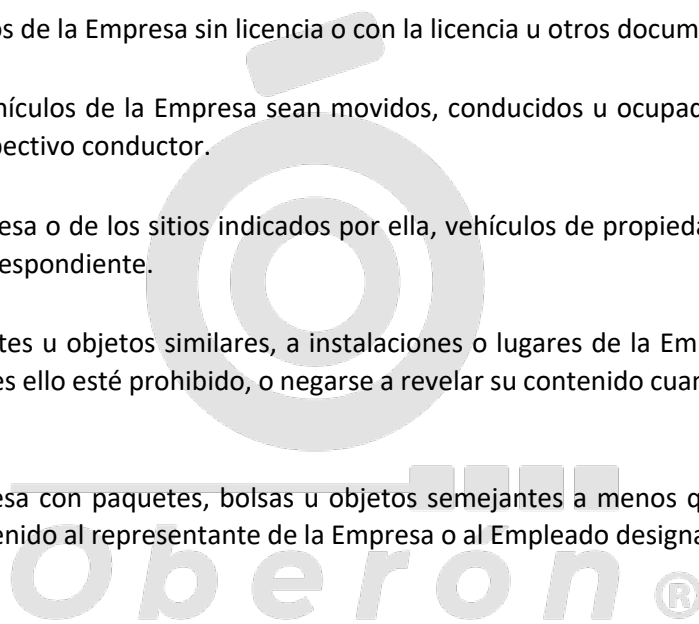 os de la Empresa sin licencia o con la licencia u otros docum
hículos de la Empresa sean movidos, conducidos u ocupad
pectivo conductor.
esa o de los sitios indicados por ella, vehículos de propieda
espondiente.
tes u objetos similares, a instalaciones o lugares de la Em
es ello esté prohibido, o negarse a revelar su contenido cuan
esa con paquetes, bolsas u objetos semejantes a menos q
enido al representante de la Empresa o al Empleado designa
Oberón ®